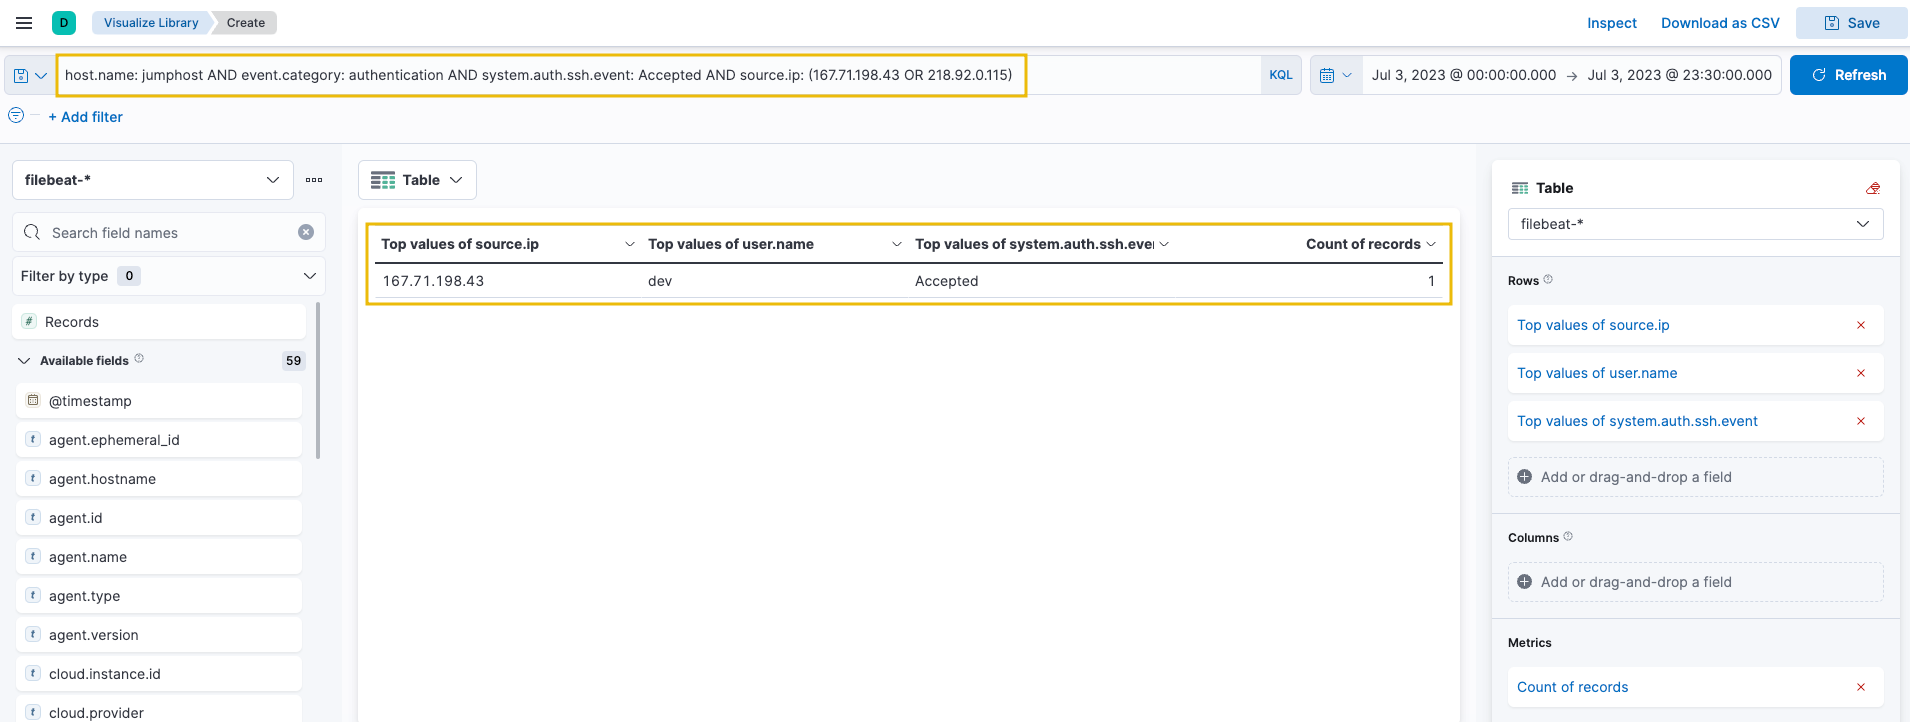 D Visualize Library Create Inspect Download as CSV Save
host.name: jumphost AND event.category: authentication AND system.auth.ssh.event: Accepted AND source.ip: (167.71.198.43 OR 218.92.0.115) KQL Jul 3, 2023 @ 00:00:00.000 → Jul 3, 2023 @ 23:30:00.000 Refresh
+ Add filter
filebeat-*
Search field names
Filter by type 0
# Records
Available fields 59
@timestamp
t agent.ephemeral_id
t agent.hostname
t agent.id
t agent.name
t agent.type
t agent.version
t cloud.instance.id
t cloud.provider
Table
Top values of source.ip Top values of user.name Top values of system.auth.ssh.ever Count of records
167.71.198.43 dev Accepted 1
Table
filebeat-*
Rows
Top values of source.ip
Top values of user.name
Top values of system.auth.ssh.event
Add or drag-and-drop a field
Columns
Add or drag-and-drop a field
Metrics
Count of records